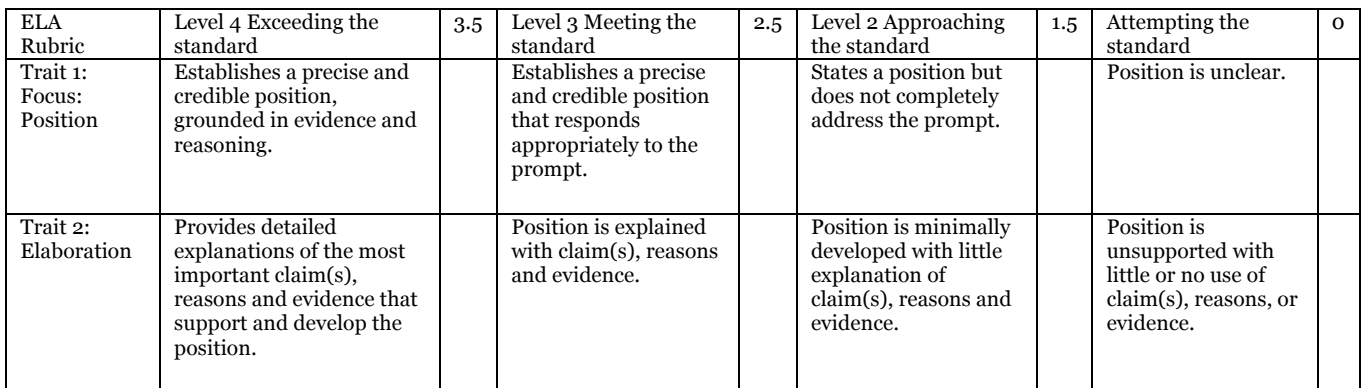 ELA Rubric
Level 4 Exceeding the standard
3.5
Level 3 Meeting the standard
2.5
Level 2 Approaching the standard
1.5
Attempting the standard
0
Trait 1:
Focus:
Position
Establishes a precise and
credible position,
grounded in evidence and
reasoning.
Establishes a precise
and credible position
that responds
appropriately to the
prompt.
States a position but
does not completely
address the prompt.
Position is unclear.
Trait 2:
Elaboration
Provides detailed
explanations of the most
important claim(s),
reasons and evidence that
support and develop the
position.
Position is explained
with claim(s), reasons
and evidence.
Position is minimally
developed with little
explanation of
claim(s), reasons and
evidence.
Position is
unsupported with
little or no use of
claim(s), reasons, or
evidence.